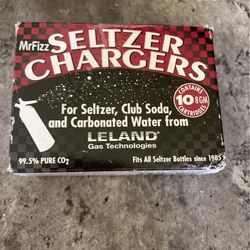 MrFizz SELTZER
CHARGERS
CONTAINS
10 8 GM
CARTRIDGES
For Seltzer, Club Soda,
and Carbonated Water from
LELAND
Gas Technologies
99.5% PURE CO2
Fits All Seltzer Bottles since 1985